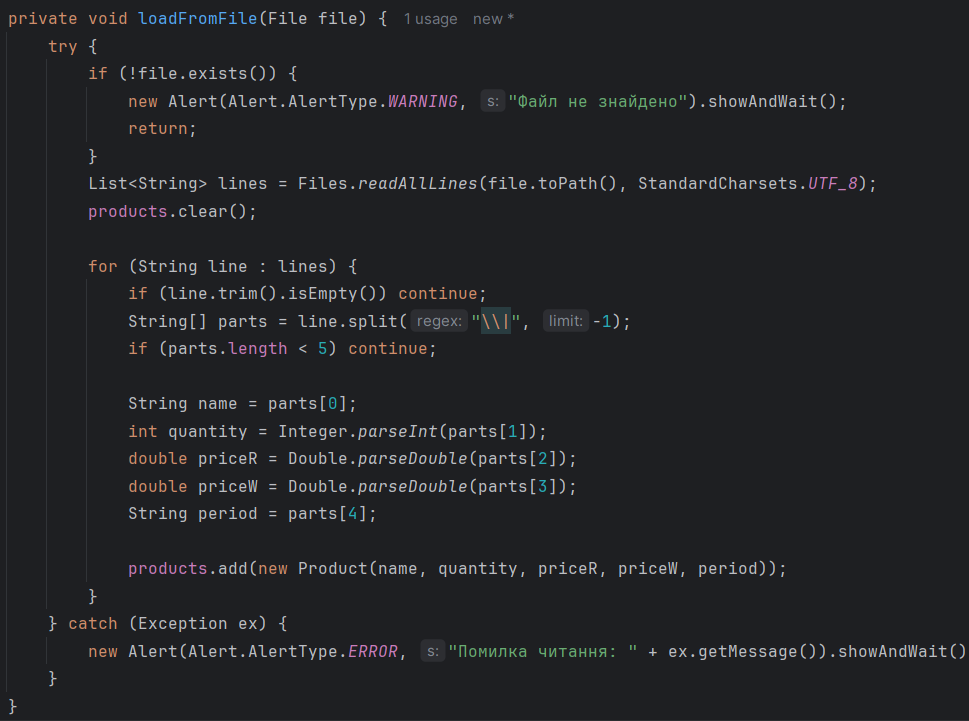 private void loadFromFile(File file) { 1 usage new *
    try {
        if (!file.exists()) {
            new Alert(Alert.AlertType.WARNING, s: "Файл не знайдено").showAndWait();
            return;
        }
        List<String> lines = Files.readAllLines(file.toPath(), StandardCharsets.UTF_8);
        products.clear();

        for (String line : lines) {
            if (line.trim().isEmpty()) continue;
            String[] parts = line.split( regex: "\\|", limit: -1);
            if (parts.length < 5) continue;

            String name = parts[0];
            int quantity = Integer.parseInt(parts[1]);
            double priceR = Double.parseDouble(parts[2]);
            double priceW = Double.parseDouble(parts[3]);
            String period = parts[4];

            products.add(new Product(name, quantity, priceR, priceW, period));
        }
    } catch (Exception ex) {
        new Alert(Alert.AlertType.ERROR, s: "Помилка читання: " + ex.getMessage()).showAndWait()
    }
}